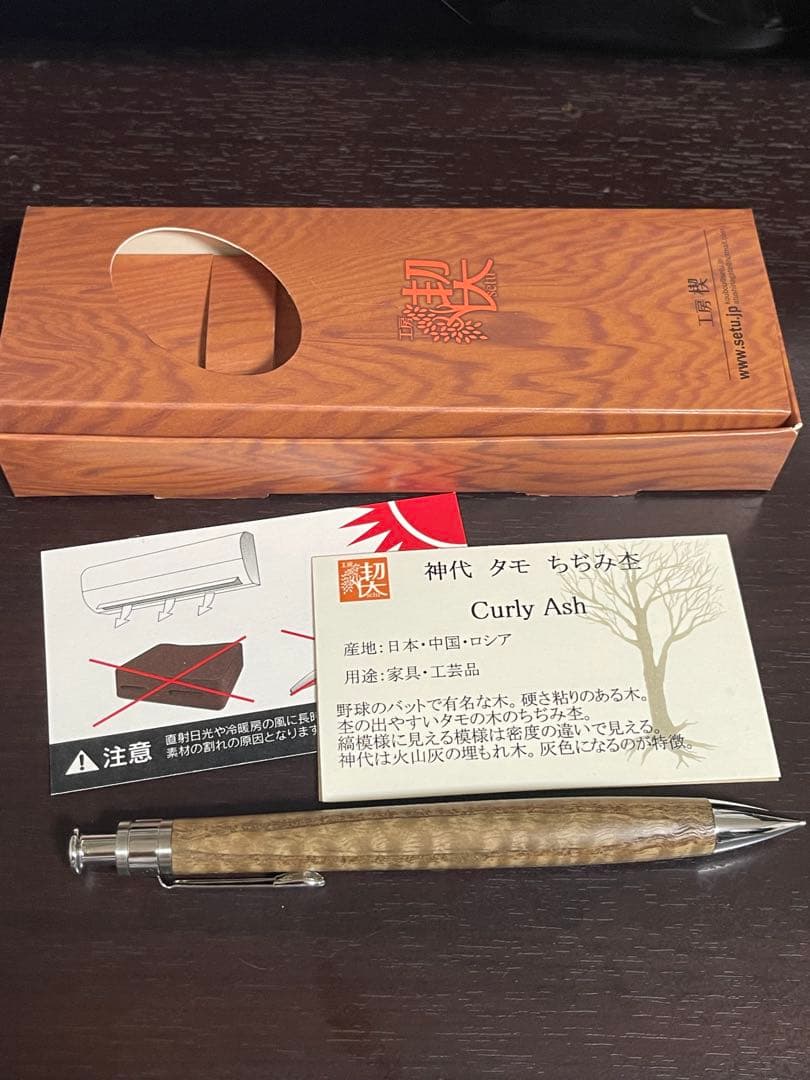 工房
楔
setu
工房 楔
www.setu.jp
工房
楔
setu
神代 タモ ちぢみ杢
Curly Ash
産地:日本・中国・ロシア
用途:家具・工芸品
野球のバットで有名な木。硬さ粘りのある木。
杢の出やすいタモの木のちぢみ杢。
縞模様に見える模様は密度の違いで見える。
神代は火山灰の埋もれ木。灰色になるのが特徴。
注意
直射日光や冷暖房の風に長時
素材の割れの原因となります